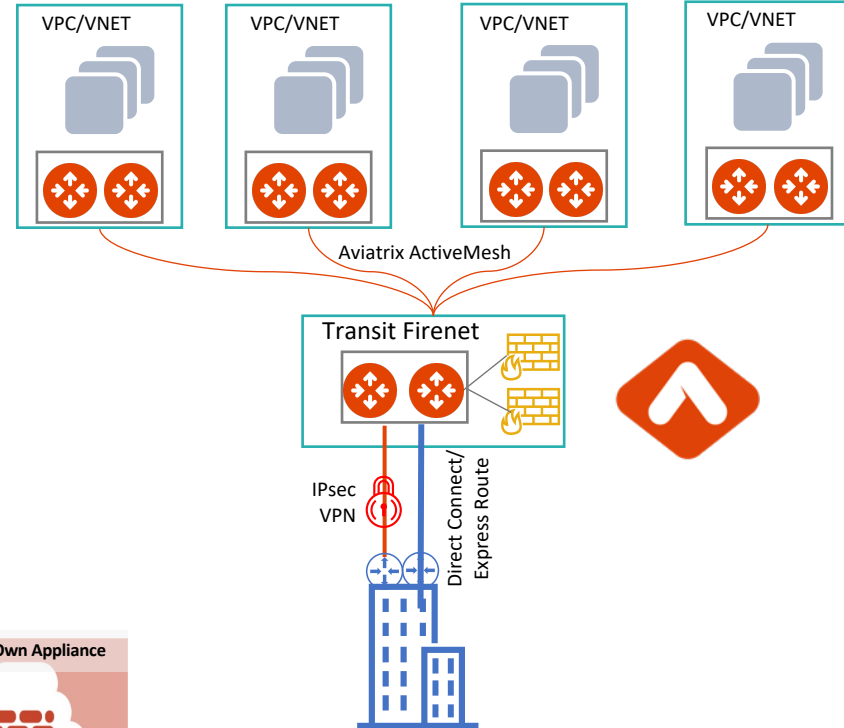 VPC/VNET
VPC/VNET
VPC/VNET
VPC/VNET
Aviatrix ActiveMesh
Transit Firenet
IPsec
VPN
Direct Connect/
Express Route
Own Appliance